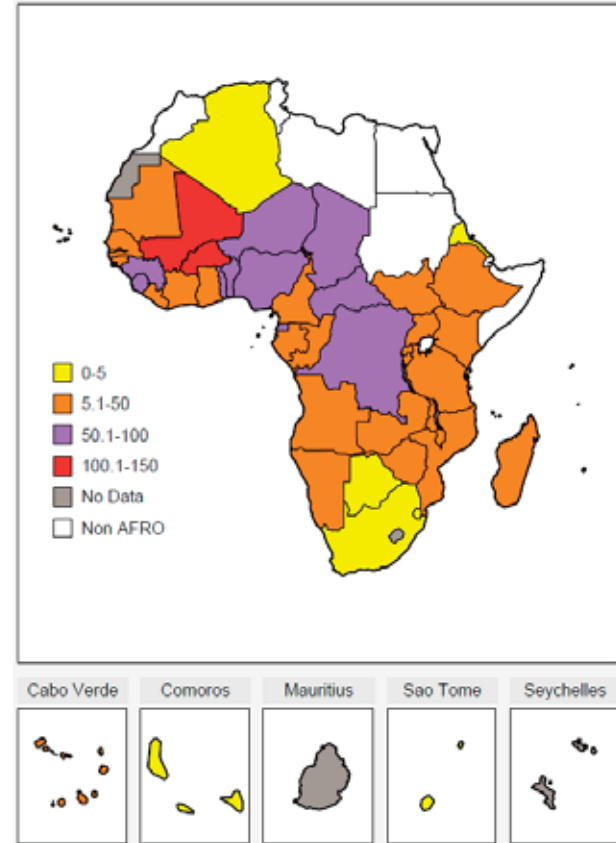 0-5
5.1-50
50.1-100
100.1-150
No Data
Non AFRO
Cabo Verde
Comoros
Mauritius
Sao Tome
Seychelles